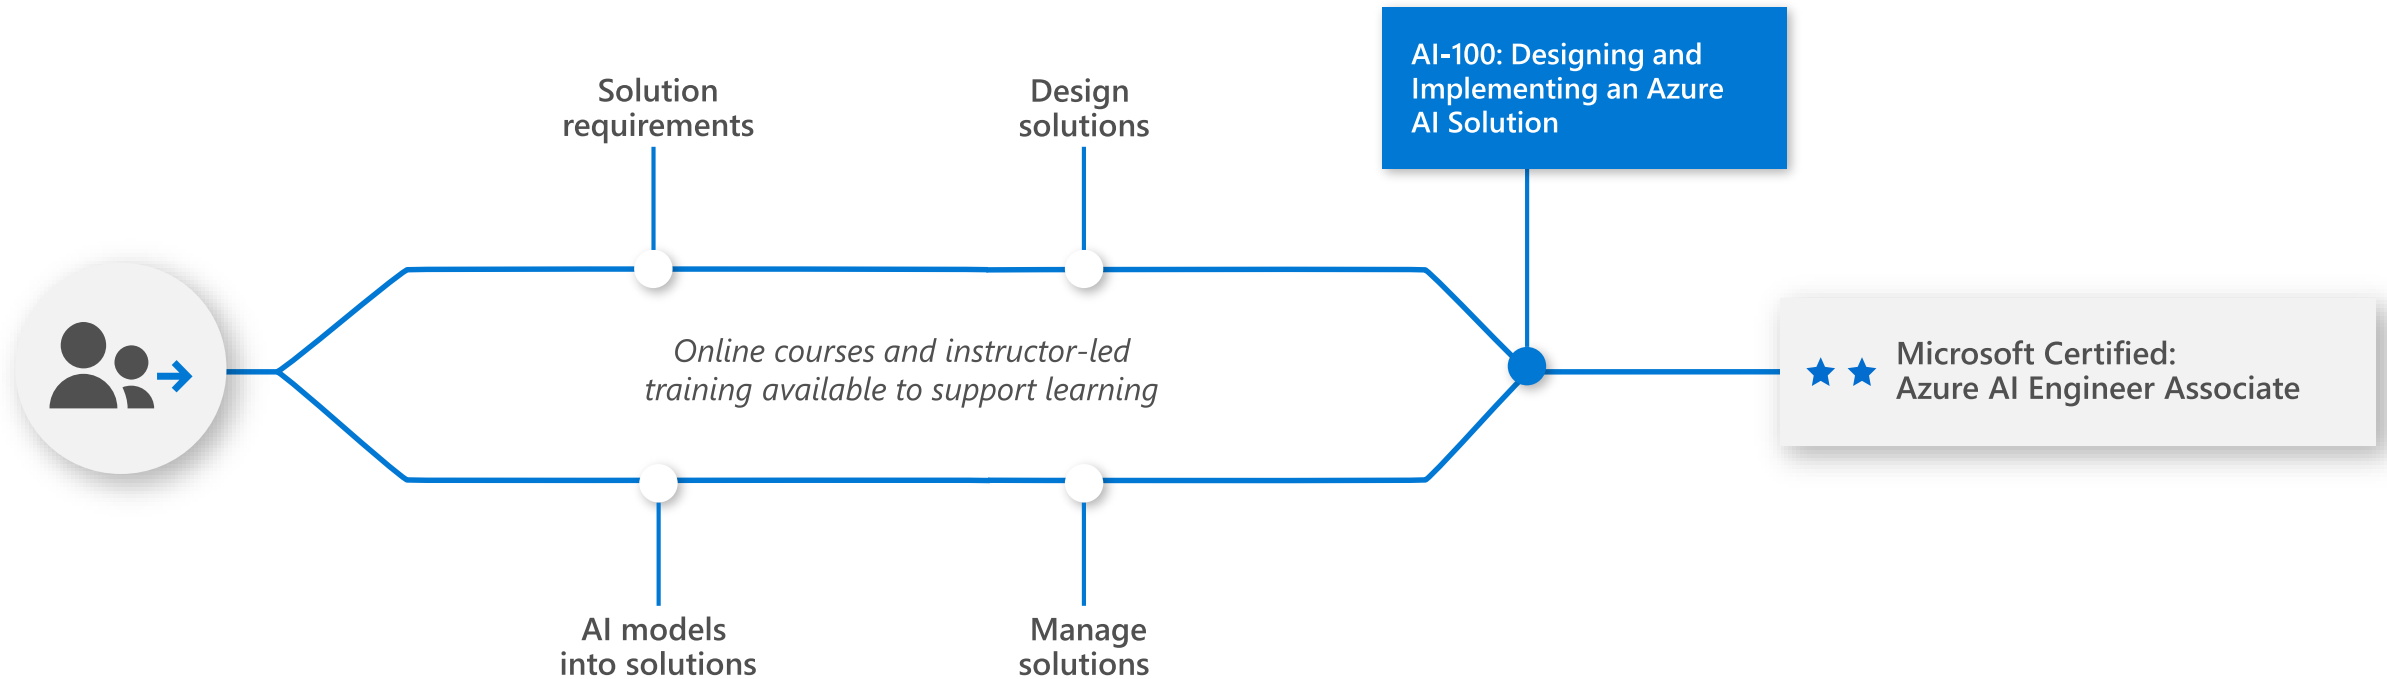 Solution
requirements
Design
solutions
AI-100: Designing and
Implementing an Azure
AI Solution
Online courses and instructor-led
training available to support learning
Microsoft Certified:
Azure AI Engineer Associate
AI models
into solutions
Manage
solutions